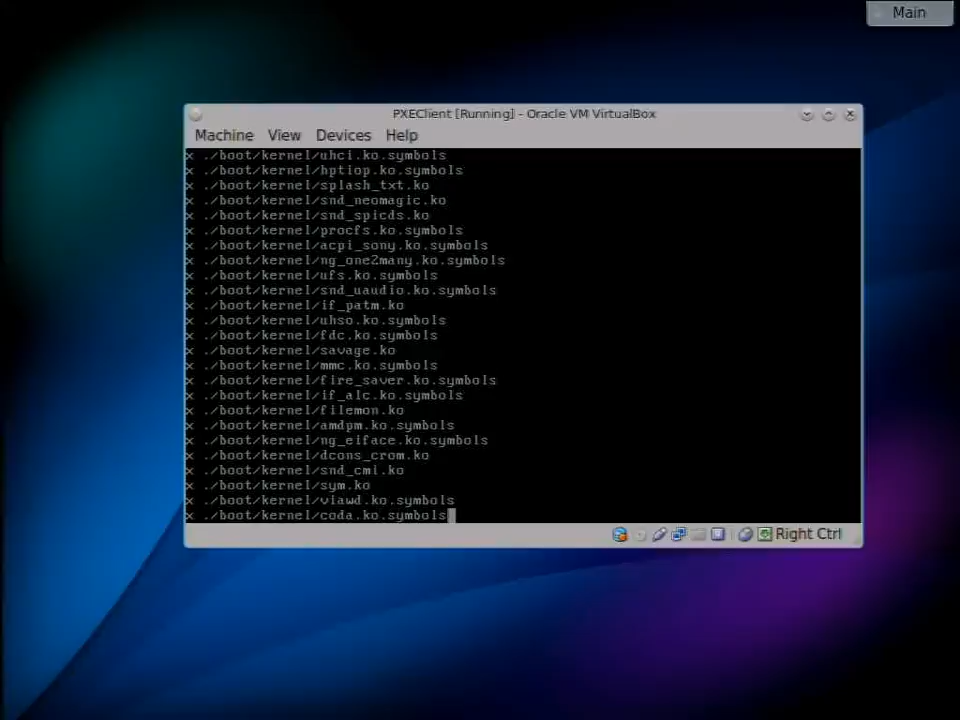 Main
PXEClient [Running] - Oracle VM VirtualBox
Machine View Devices Help
x ./boot/kernel/uhci.ko.symbols
x ./boot/kernel/hptiop.ko.symbols
x ./boot/kernel/splash_txt.ko
x ./boot/kernel/snd_neomagic.ko
x ./boot/kernel/snd_spicds.ko
x ./boot/kernel/procfs.ko.symbols
x ./boot/kernel/acpi_sony.ko.symbols
x ./boot/kernel/ng_one2many.ko.symbols
x ./boot/kernel/ufs.ko.symbols
x ./boot/kernel/snd_uaudio.ko.symbols
x ./boot/kernel/if_patm.ko
x ./boot/kernel/uhso.ko.symbols
x ./boot/kernel/fdc.ko.symbols
x ./boot/kernel/savage.ko
x ./boot/kernel/mmc.ko.symbols
x ./boot/kernel/fire_saver.ko.symbols
x ./boot/kernel/if_alc.ko.symbols
x ./boot/kernel/filemon.ko
x ./boot/kernel/amdpm.ko.symbols
x ./boot/kernel/ng_eiface.ko.symbols
x ./boot/kernel/dcons_crom.ko
x ./boot/kernel/snd_cmi.ko
x ./boot/kernel/sym.ko
x ./boot/kernel/viawd.ko.symbols
x ./boot/kernel/coda.ko.symbols
Right Ctrl